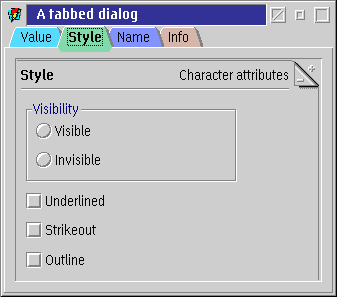 A tabbed dialog
Value Style Name Info
Style Character attributes
Visibility
Visible
Invisible
Underlined
Strikeout
Outline